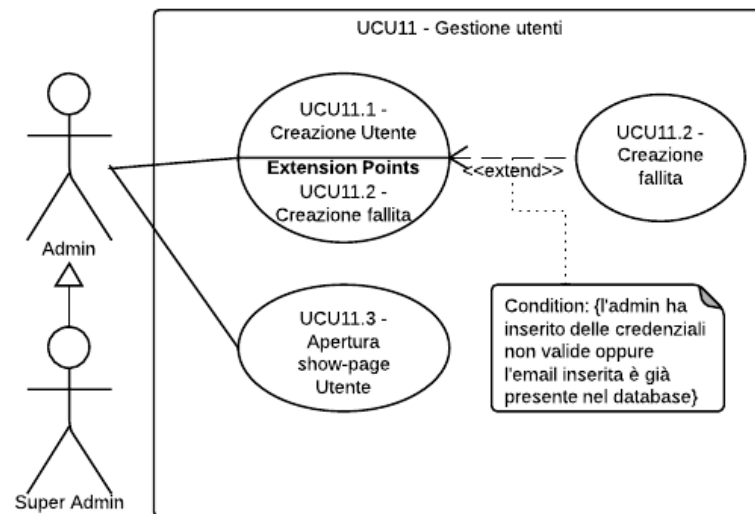 UCU11 - Gestione utenti
UCU11.1 -
Creazione Utente
Extension Points
UCU11.2 -
Creazione fallita
<<extend>>
UCU11.2 -
Creazione
fallita
Admin
UCU11.3 -
Apertura
show-page
Utente
Condition: {l'admin ha
inserito delle credenziali
non valide oppure
l'email inserita è già
presente nel database}
Super Admin